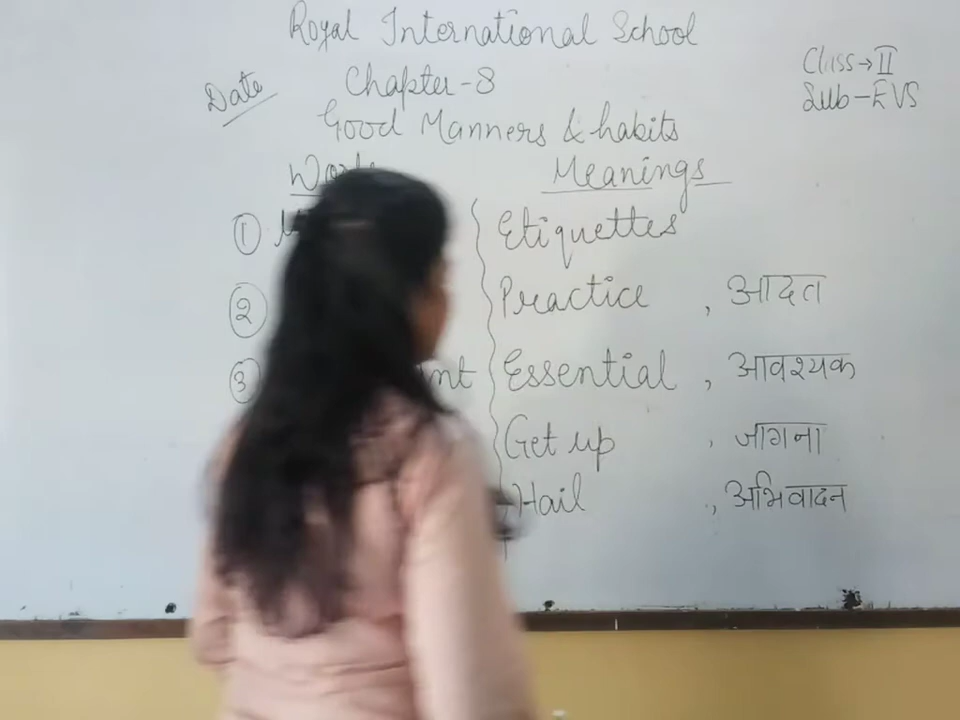 Royal International School
Class→II
Date Chapter-8
Sub-EVS
Good Manners & habits
Meanings
① Etiquettes
② Practice , आदत
③ Essential , आवश्यक
Get up , जागना
Hail , अभिवादन